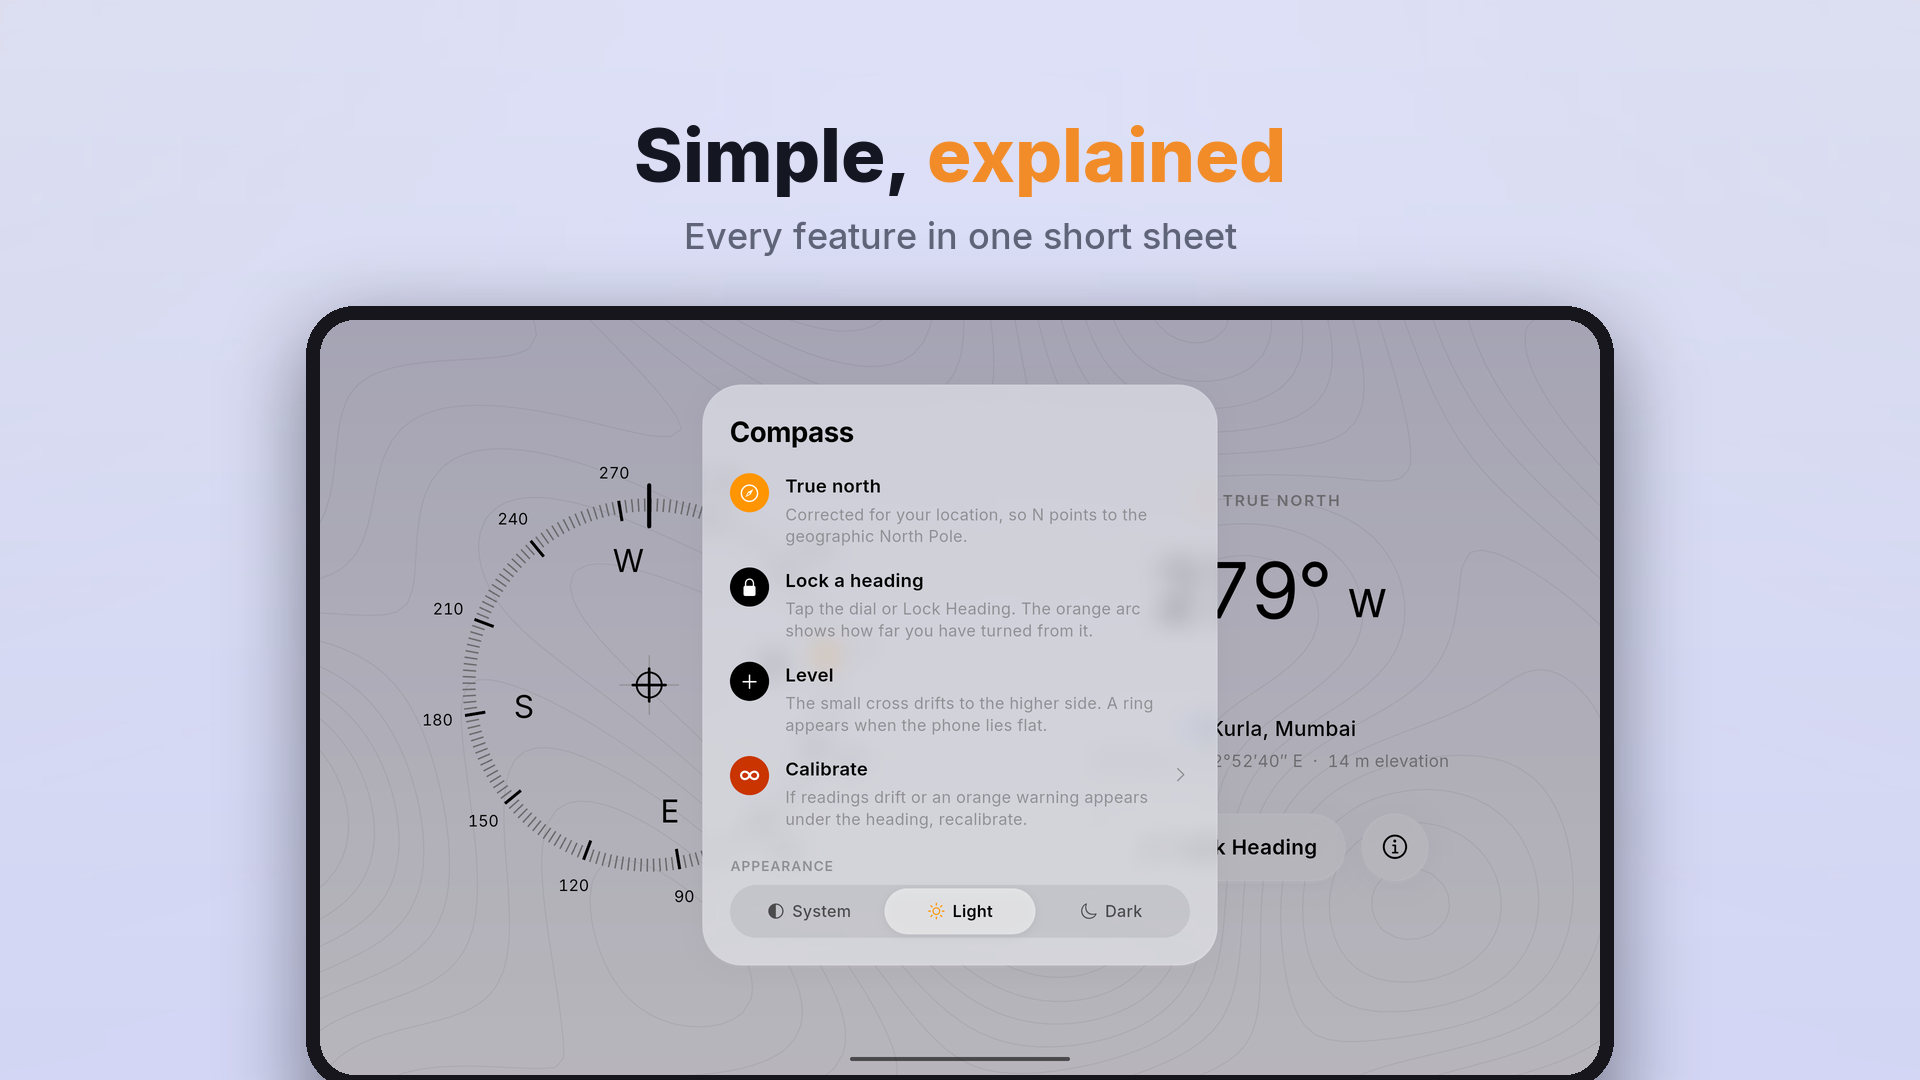 Simple, explained
Every feature in one short sheet
Compass
True north
Corrected for your location, so N points to the
geographic North Pole.
Lock a heading
Tap the dial or Lock Heading. The orange arc
shows how far you have turned from it.
Level
The small cross drifts to the higher side. A ring
appears when the phone lies flat.
Calibrate
If readings drift or an orange warning appears
under the heading, recalibrate.
APPEARANCE
System
Light
Dark
270
240
210
180
150
120
90
W
S
E
TRUE NORTH
79° W
Kurla, Mumbai
2°52′40″ E · 14 m elevation
k Heading